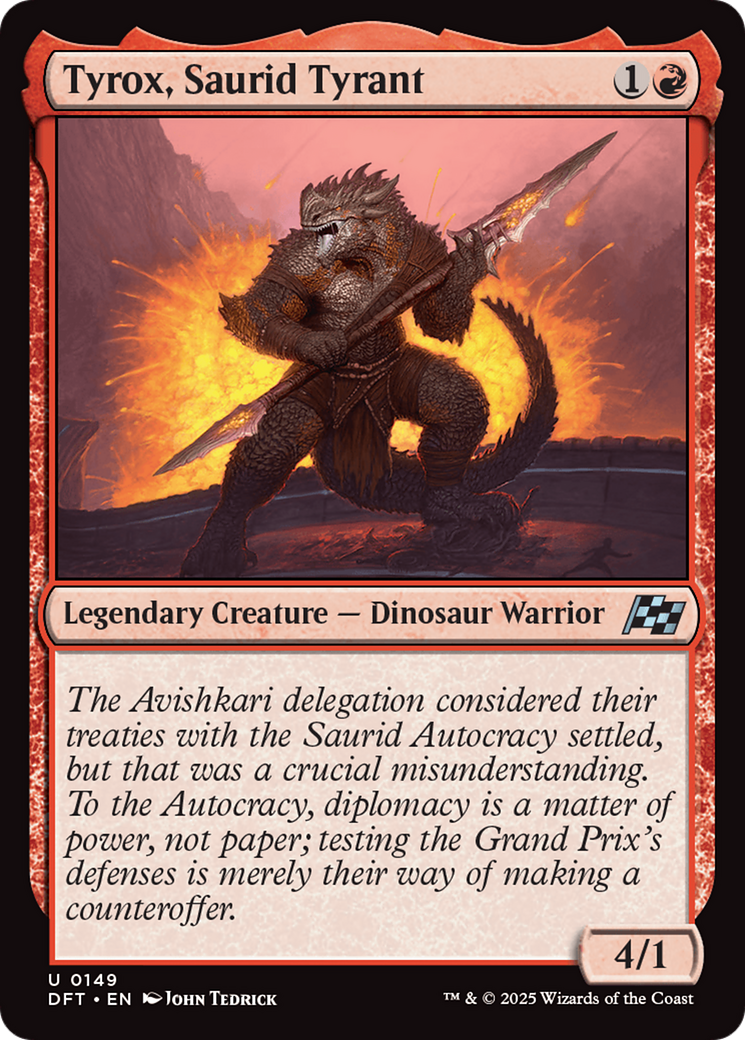 Tyrox, Saurid Tyrant 1
Legendary Creature — Dinosaur Warrior
The Avishkari delegation considered their
treaties with the Saurid Autocracy settled,
but that was a crucial misunderstanding.
To the Autocracy, diplomacy is a matter of
power, not paper; testing the Grand Prix's
defenses is merely their way of making a
counteroffer.
4/1
U 0149
DFT • EN John Tedrick ™ & © 2025 Wizards of the Coast